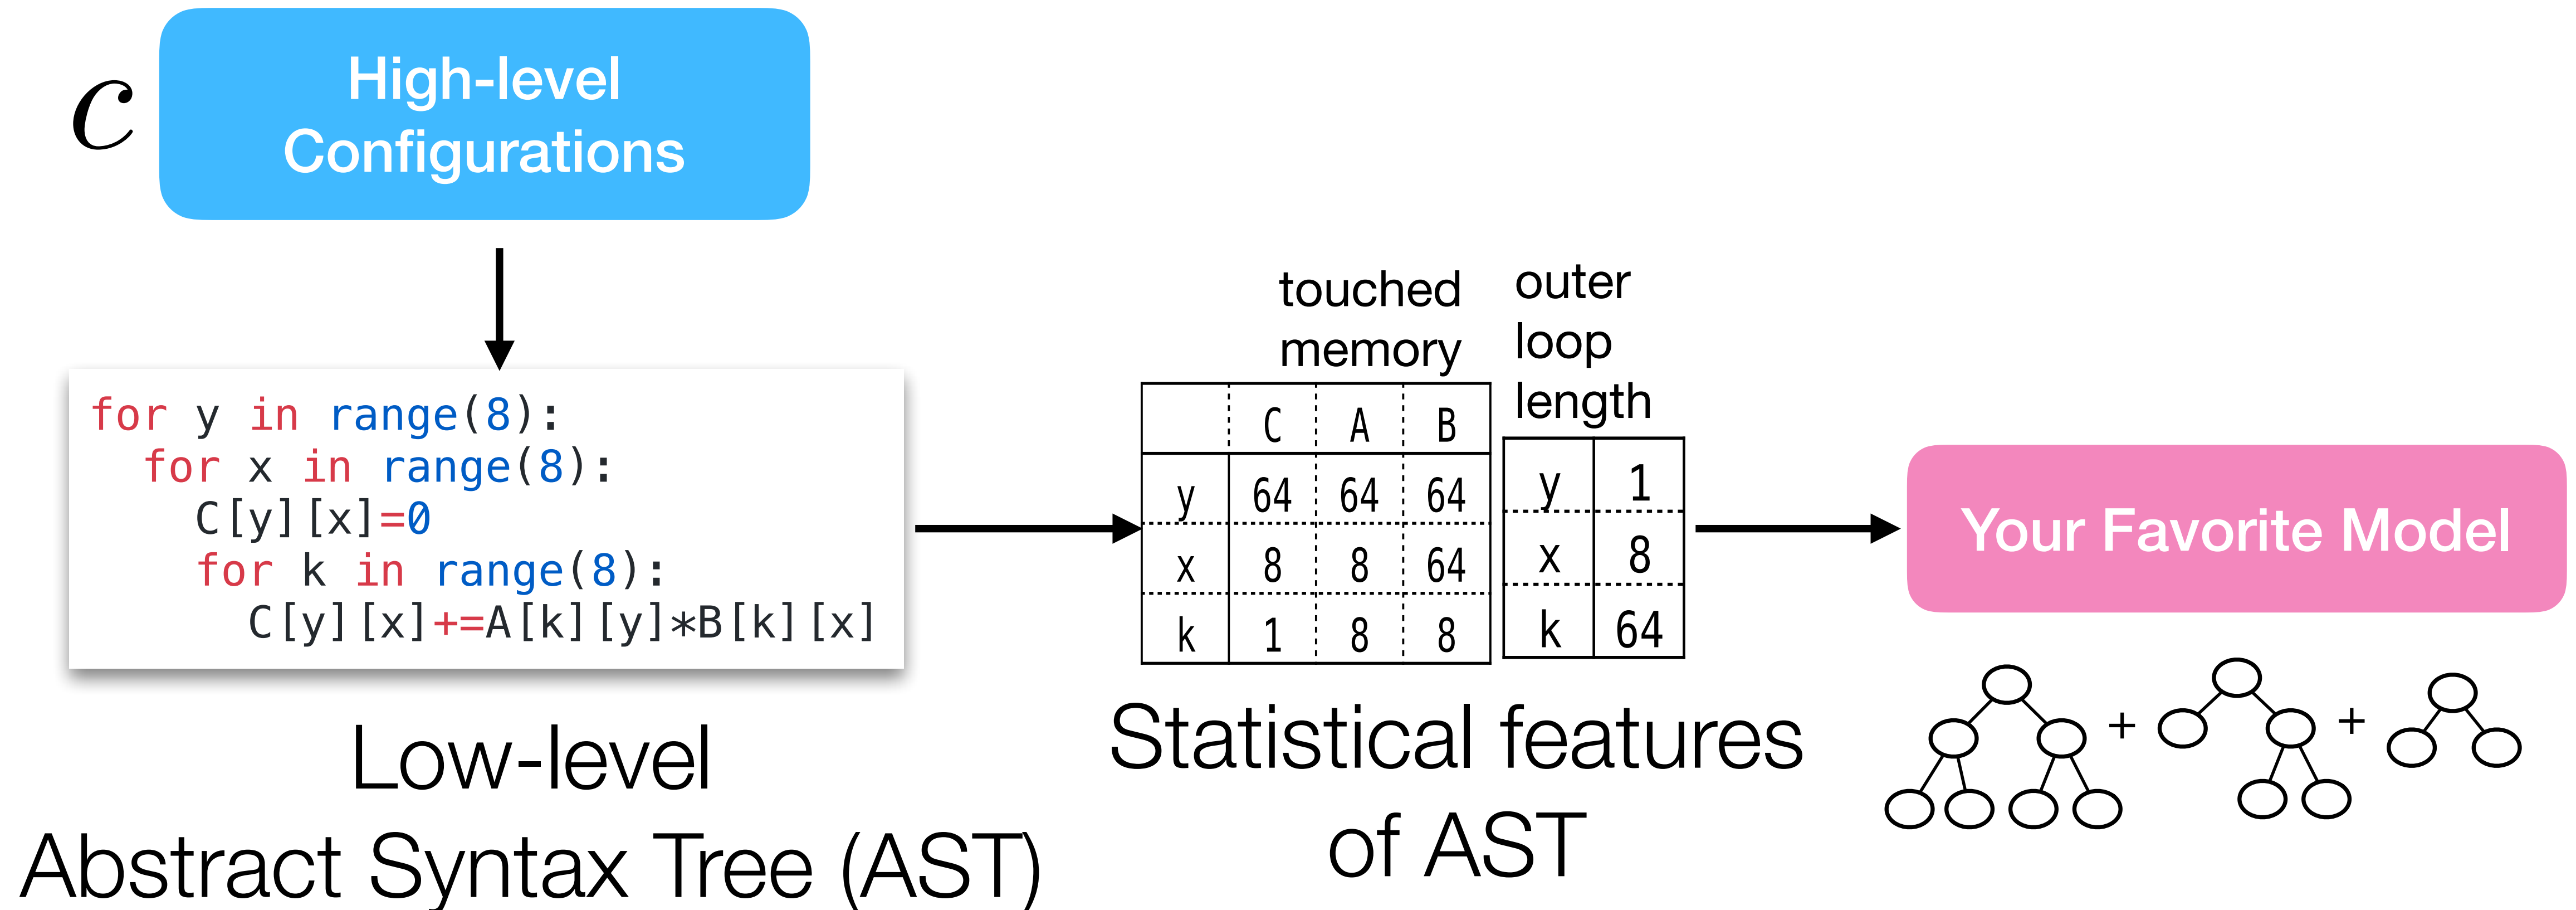 c
High-level
Configurations
for y in range(8):
  for x in range(8):
    C[y][x]=0
    for k in range(8):
      C[y][x]+=A[k][y]*B[k][x]
Low-level
Abstract Syntax Tree (AST)
touched
memory
C A B
y 64 64 64
x 8 8 64
k 1 8 8
outer
loop
length
y 1
x 8
k 64
Statistical features
of AST
Your Favorite Model
+ +